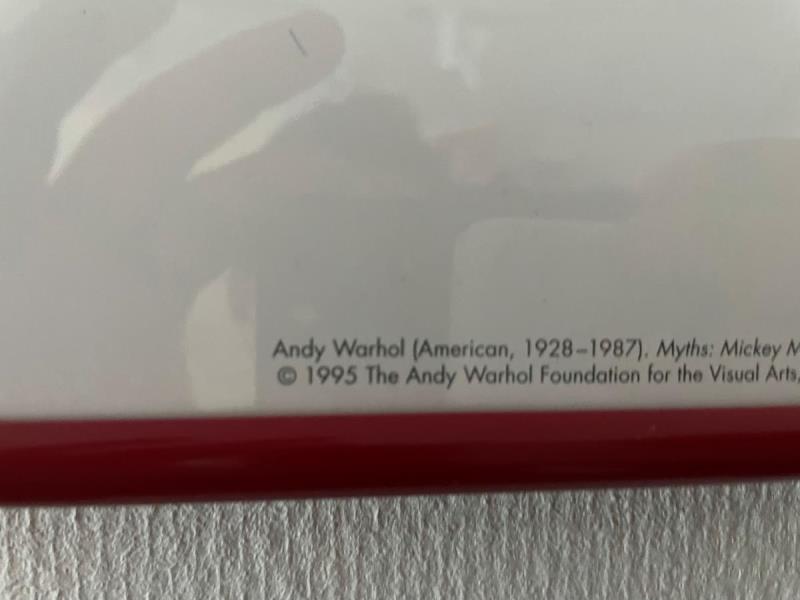 Andy Warhol (American, 1928–1987). Myths: Mickey M
© 1995 The Andy Warhol Foundation for the Visual Arts,